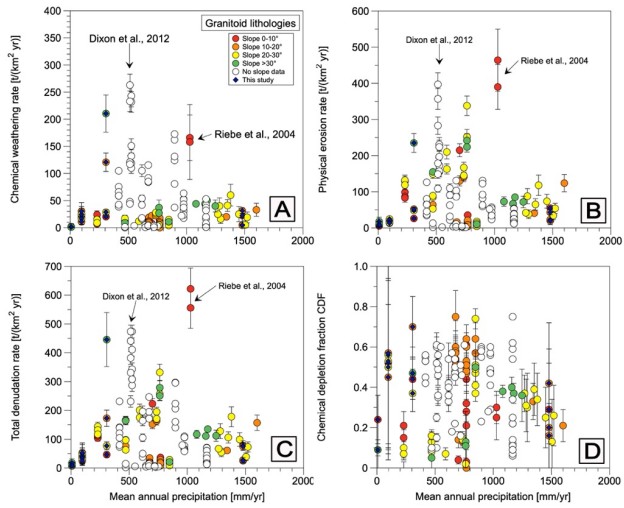 A
Granitoid lithologies
Slope 0-10°
Slope 10-20°
Slope 20-30°
Slope >30°
No slope data
This study
Dixon et al., 2012
Riebe et al., 2004
Chemical weathering rate [t/(km² yr)]
400
350
300
250
200
150
100
50
0
0 500 1000 1500 2000
A
B
Dixon et al., 2012
Riebe et al., 2004
Physical erosion rate [t/(km² yr)]
600
500
400
300
200
100
0
0 500 1000 1500 2000
B
C
Dixon et al., 2012
Riebe et al., 2004
Total denudation rate [t/(km² yr)]
700
600
500
400
300
200
100
0
0 500 1000 1500 2000
Mean annual precipitation [mm/yr]
C
D
Chemical depletion fraction CDF
1.0
0.8
0.6
0.4
0.2
0
0 500 1000 1500 2000
Mean annual precipitation [mm/yr]
D